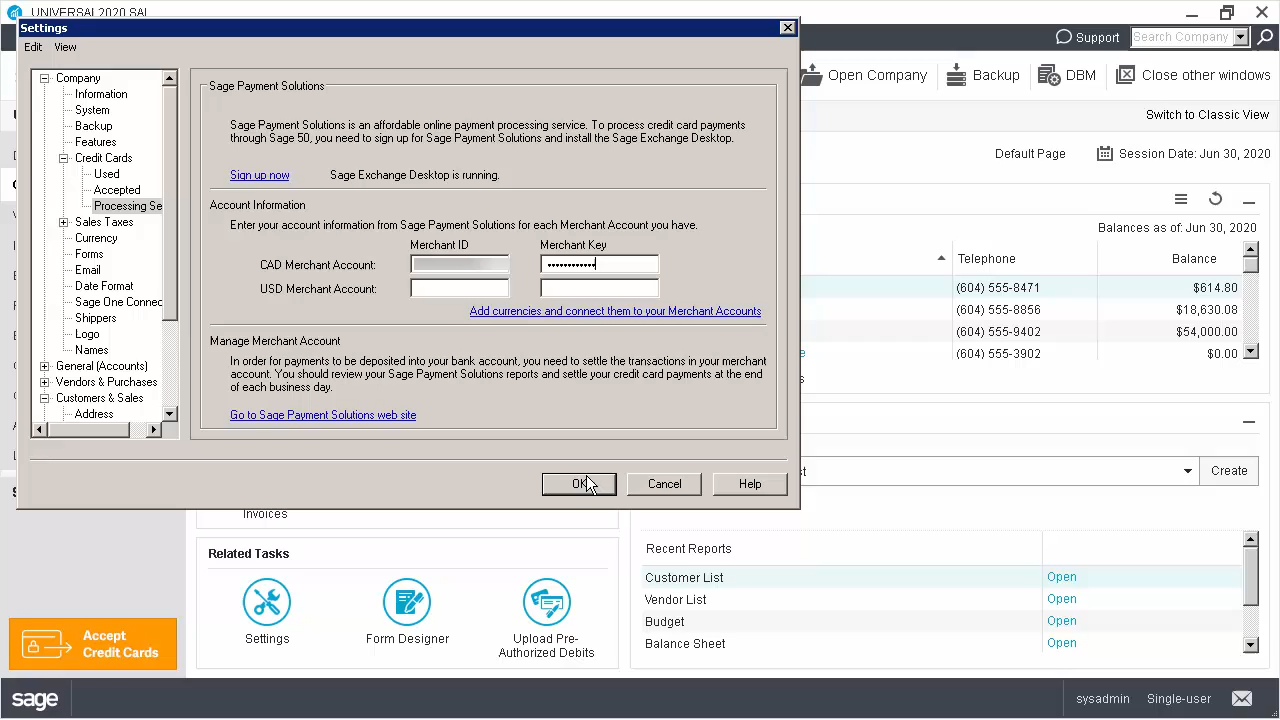 UNIVERSAL2020.SAI
Settings
Edit View
Company
Information
System
Backup
Features
Credit Cards
Used
Accepted
Processing Se
Sales Taxes
Currency
Forms
Email
Date Format
Sage One Connec
Shippers
Logo
Names
General (Accounts)
Vendors & Purchases
Customers & Sales
Address
Sage Payment Solutions
Sage Payment Solutions is an affordable online payment processing service. To process credit card payments
through Sage 50, you need to sign up for Sage Payment Solutions and install the Sage Exchange Desktop.
Sign up now Sage Exchange Desktop is running.
Account Information
Enter your account information from Sage Payment Solutions for each Merchant Account you have.
Merchant ID Merchant Key
CAD Merchant Account:
USD Merchant Account:
Add currencies and connect them to your Merchant Accounts
Manage Merchant Account
In order for payments to be deposited into your bank account, you need to settle the transactions in your merchant
account. You should review your Sage Payment Solutions reports and settle your credit card payments at the end
of each business day.
Go to Sage Payment Solutions web site
OK Cancel Help
Support Search Company
Open Company Backup DBM Close other windows
Switch to Classic View
Default Page Session Date: Jun 30, 2020
Balances as of: Jun 30, 2020
Telephone Balance
(604) 555-8471 $614.80
(604) 555-8856 $18,630.08
(604) 555-9402 $54,000.00
(604) 555-3902 $0.00
Create
Invoices
Related Tasks
Settings
Form Designer
Upload Pre-
Authorized Debits
Recent Reports
Customer List Open
Vendor List Open
Budget Open
Balance Sheet Open
Accept
Credit Cards
sage
sysadmin Single-user